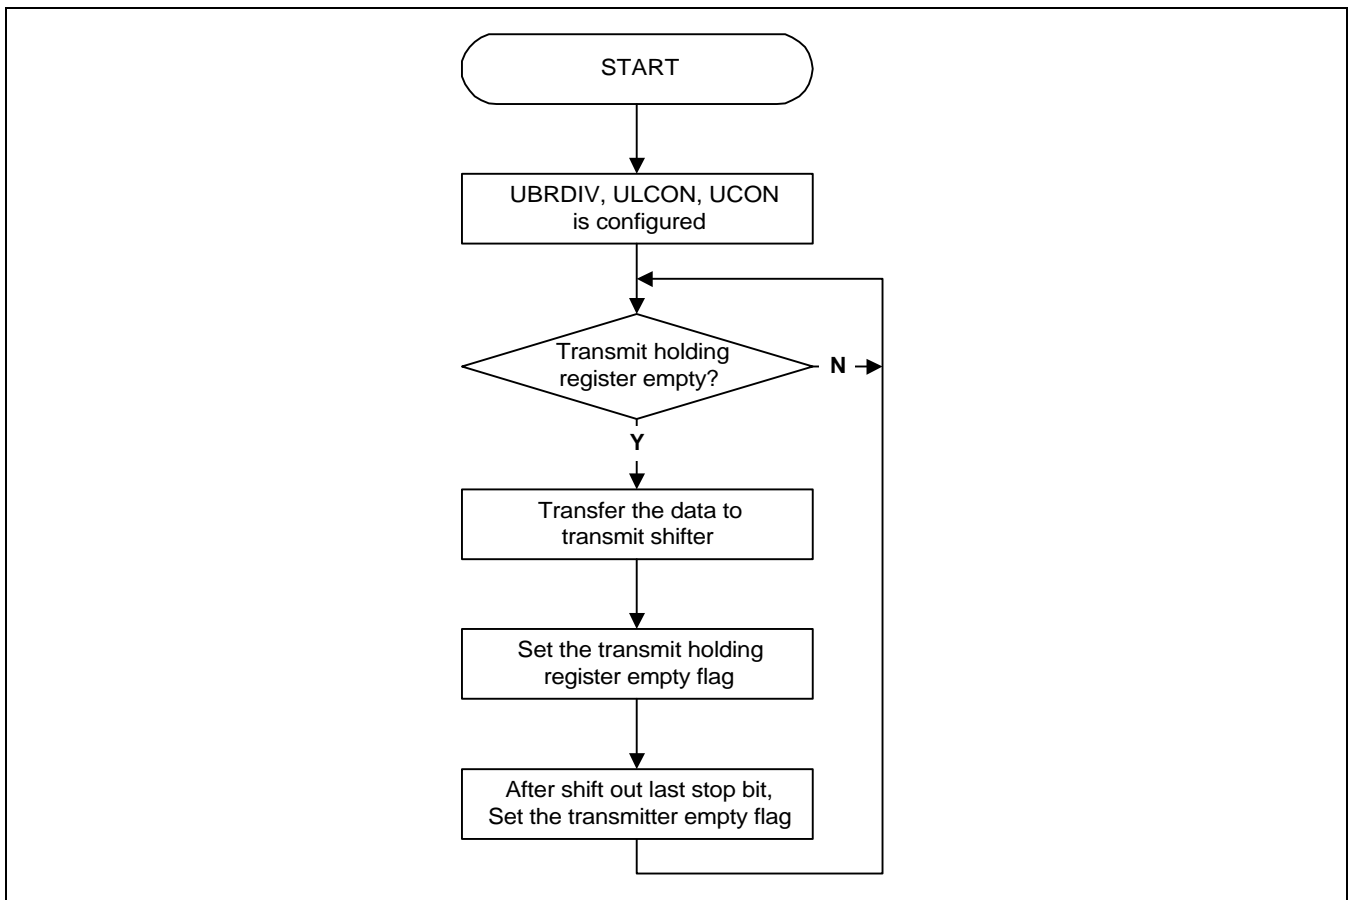 START
UBRDIV, ULCON, UCON
is configured
Transmit holding
register empty?
N
Y
Transfer the data to
transmit shifter
Set the transmit holding
register empty flag
After shift out last stop bit,
Set the transmitter empty flag